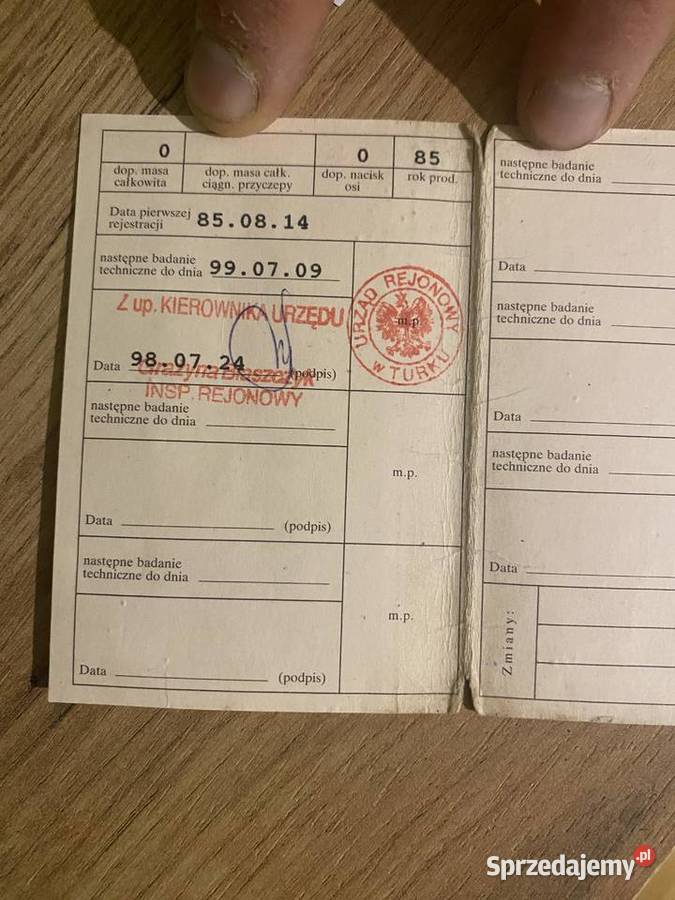 0
0
85
dop. masa
całkowita
dop. masa całk.
ciągn. przyczepy
dop. nacisk
osi
rok prod.
Data pierwszej
rejestracji 85.08.14
następne badanie
techniczne do dnia 99.07.09
Z up. KIEROWNIKA URZĘDU
Data 98.07.24 (podpis)
Grażyna Błaszczyk
INSP. REJONOWY
URZĄD REJONOWY
w TURKU
m.p.
następne badanie
techniczne do dnia
m.p.
Data (podpis)
następne badanie
techniczne do dnia
m.p.
Data (podpis)
następne badanie
techniczne do dnia
Data
następne badanie
techniczne do dnia
Data
następne badanie
techniczne do dnia
Data
Zmiany:
Sprzedajemy.pl